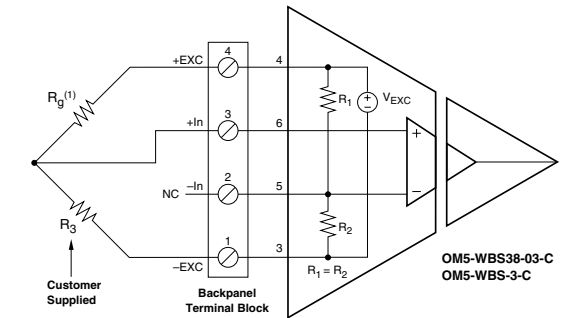 +EXC
4
4
Rg(1)
R1
+
−
VEXC
+In
3
6
+
NC
−In
2
5
−
R3
R2
1
3
−EXC
R1 = R2
Customer
Supplied
Backpanel
Terminal Block
OM5-WBS38-03-C
OM5-WBS-3-C